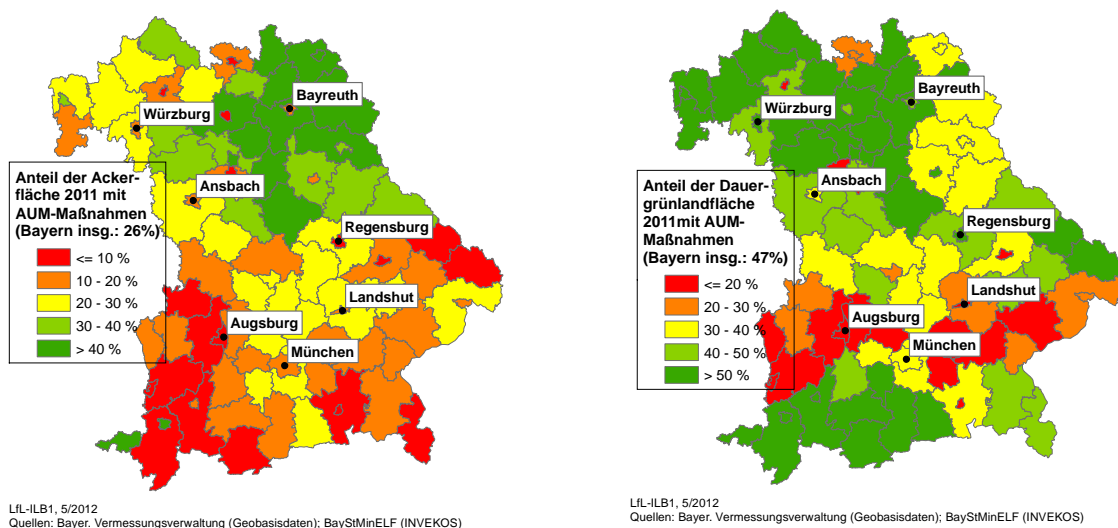 Bayreuth
Würzburg
Anteil der Acker-
fläche 2011 mit
AUM-Maßnahmen
(Bayern insg.: 26%)
<= 10 %
10 - 20 %
20 - 30 %
30 - 40 %
> 40 %
Ansbach
Regensburg
Landshut
Augsburg
München
LfL-ILB1, 5/2012
Quellen: Bayer. Vermessungsverwaltung (Geobasisdaten); BayStMinELF (INVEKOS)
Bayreuth
Würzburg
Anteil der Dauer-
grünlandfläche
2011mit AUM-
Maßnahmen
(Bayern insg.: 47%)
<= 20 %
20 - 30 %
30 - 40 %
40 - 50 %
> 50 %
Ansbach
Regensburg
Landshut
Augsburg
München
LfL-ILB1, 5/2012
Quellen: Bayer. Vermessungsverwaltung (Geobasisdaten); BayStMinELF (INVEKOS)